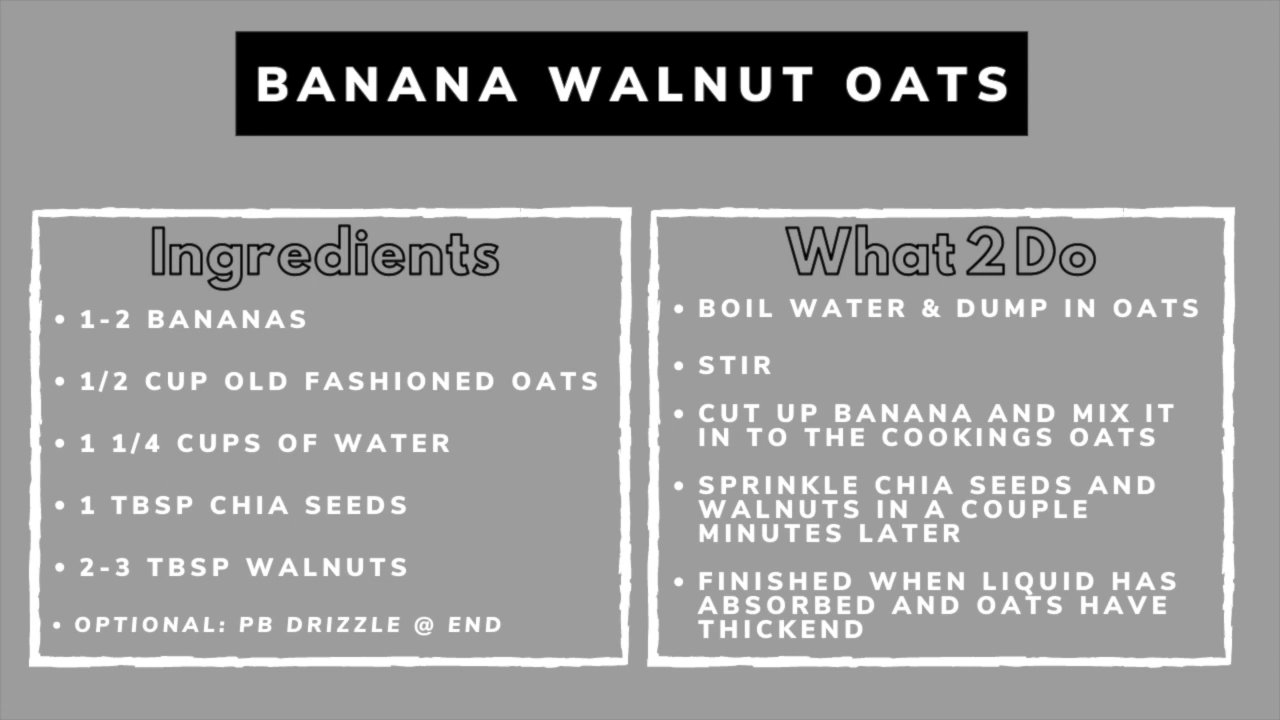 BANANA WALNUT OATS
Ingredients
• 1-2 BANANAS
• 1/2 CUP OLD FASHIONED OATS
• 1 1/4 CUPS OF WATER
• 1 TBSP CHIA SEEDS
• 2-3 TBSP WALNUTS
• OPTIONAL: PB DRIZZLE @ END
What 2 Do
• BOIL WATER & DUMP IN OATS
• STIR
• CUT UP BANANA AND MIX IT
IN TO THE COOKINGS OATS
• SPRINKLE CHIA SEEDS AND
WALNUTS IN A COUPLE
MINUTES LATER
• FINISHED WHEN LIQUID HAS
ABSORBED AND OATS HAVE
THICKEND